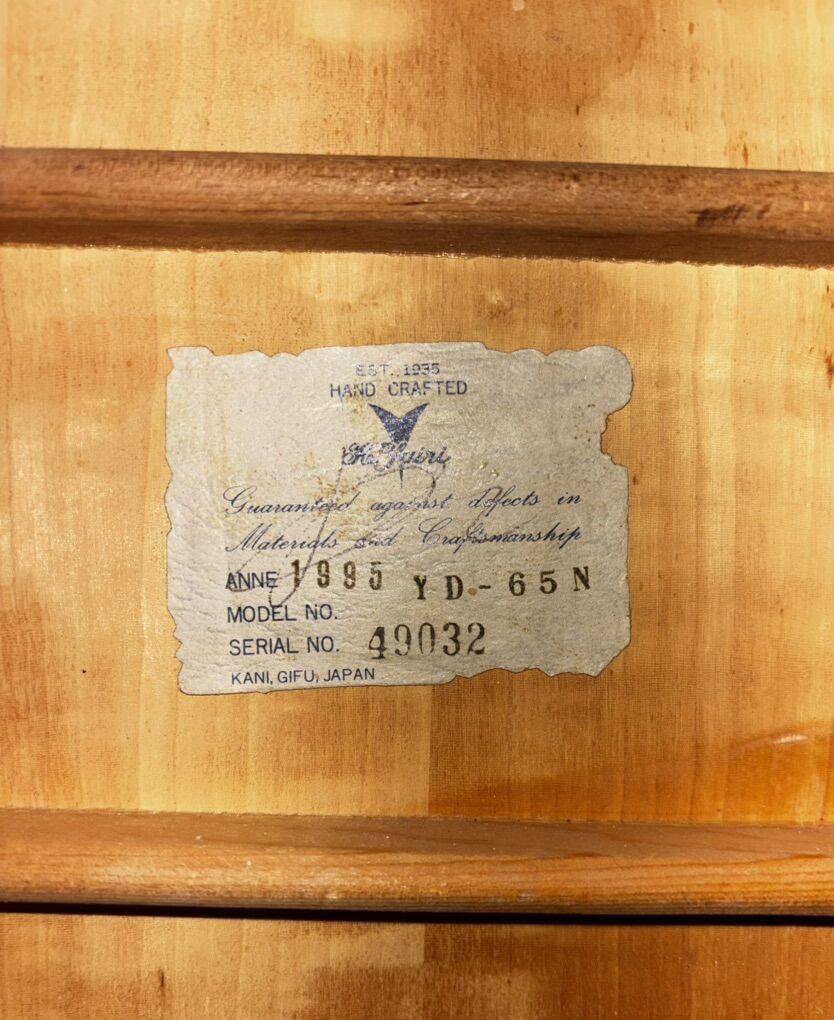 EST. 1935
HAND CRAFTED
K. Yairi
Guaranteed against defects in
Materials and Craftsmanship
ANNE 1995 YD-65N
MODEL NO.
SERIAL NO. 49032
KANI, GIFU, JAPAN